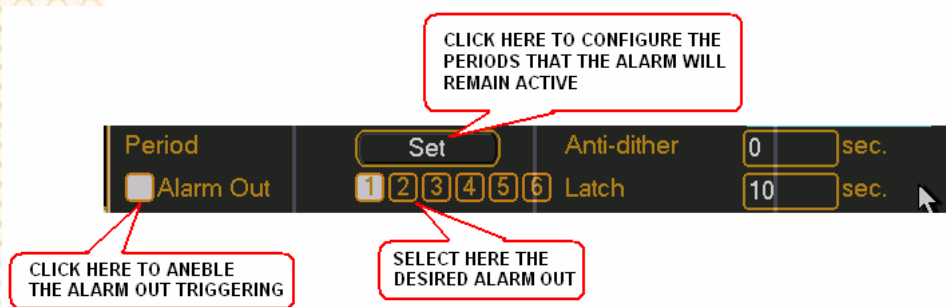 CLICK HERE TO CONFIGURE THE
PERIODS THAT THE ALARM WILL
REMAIN ACTIVE
Period Set Anti-dither 0 sec.
Alarm Out 1 2 3 4 5 6 Latch 10 sec.
CLICK HERE TO ANEBLE
THE ALARM OUT TRIGGERING
SELECT HERE THE
DESIRED ALARM OUT